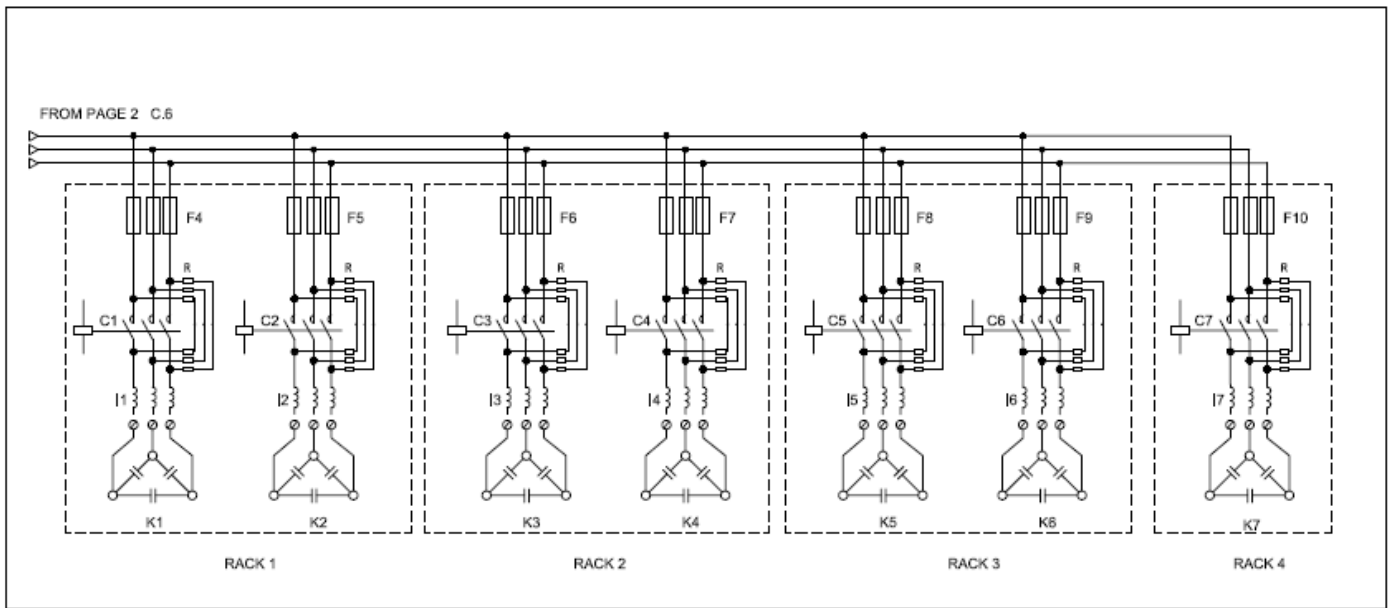 FROM PAGE 2 C.6
F4 F5 F6 F7 F8 F9 F10
R R R R R R R
C1 C2 C3 C4 C5 C6 C7
I1 I2 I3 I4 I5 I6 I7
K1 K2 K3 K4 K5 K6 K7
RACK 1 RACK 2 RACK 3 RACK 4